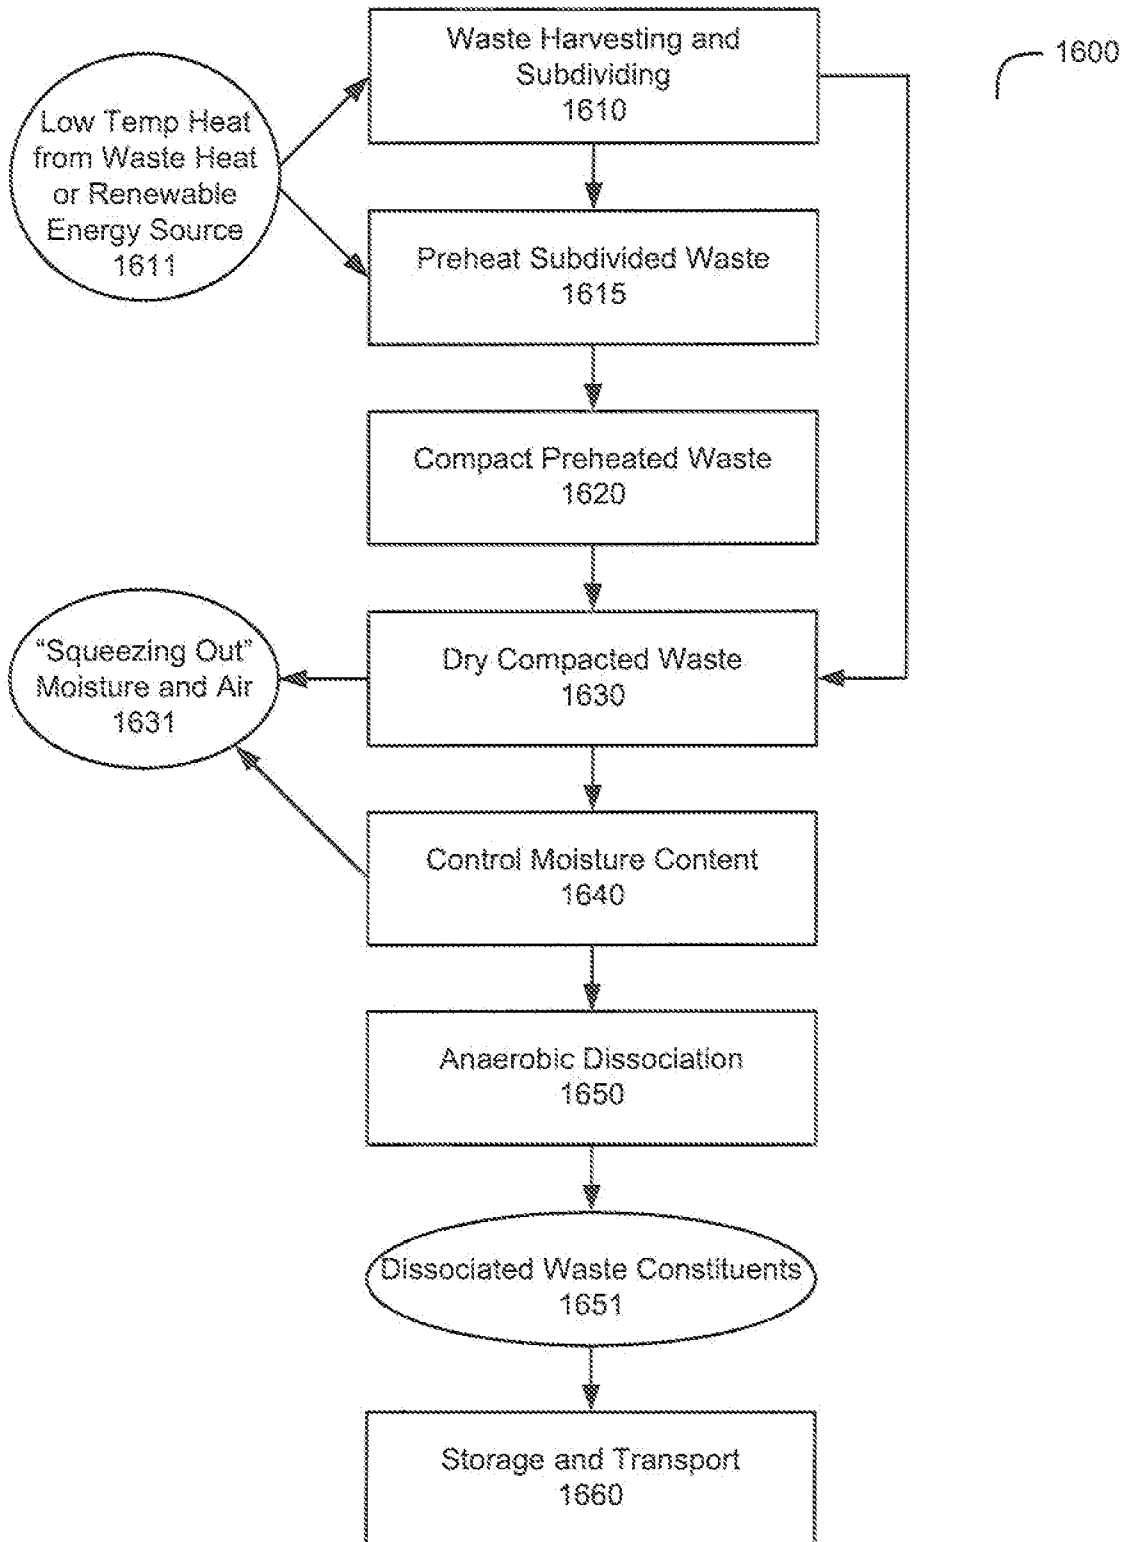 Waste Harvesting and
Subdividing
1610
1600
Low Temp Heat
from Waste Heat
or Renewable
Energy Source
1611
Preheat Subdivided Waste
1615
Compact Preheated Waste
1620
"Squeezing Out"
Moisture and Air
1631
Dry Compacted Waste
1630
Control Moisture Content
1640
Anaerobic Dissociation
1650
Dissociated Waste Constituents
1651
Storage and Transport
1660